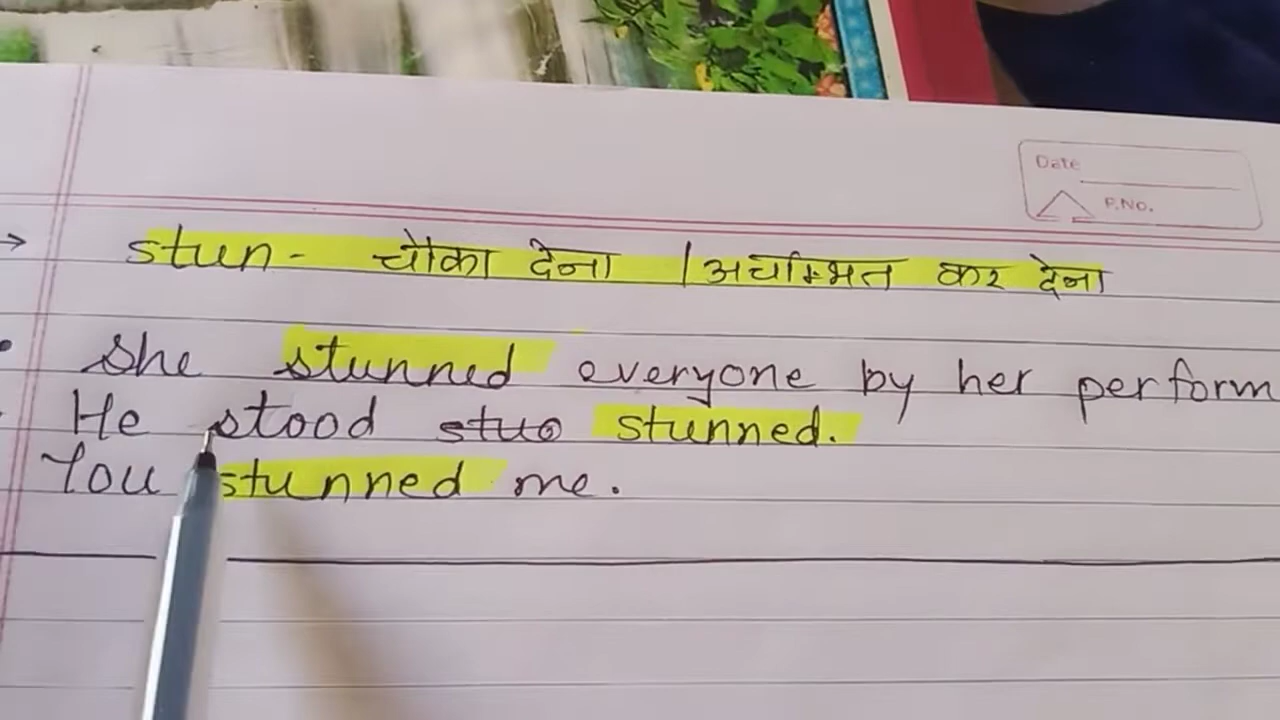 Date
P.No.
→ stun - चौका देना / अचम्भित कर देना
She stunned everyone by her perform
He stood stuo stunned.
You stunned me.